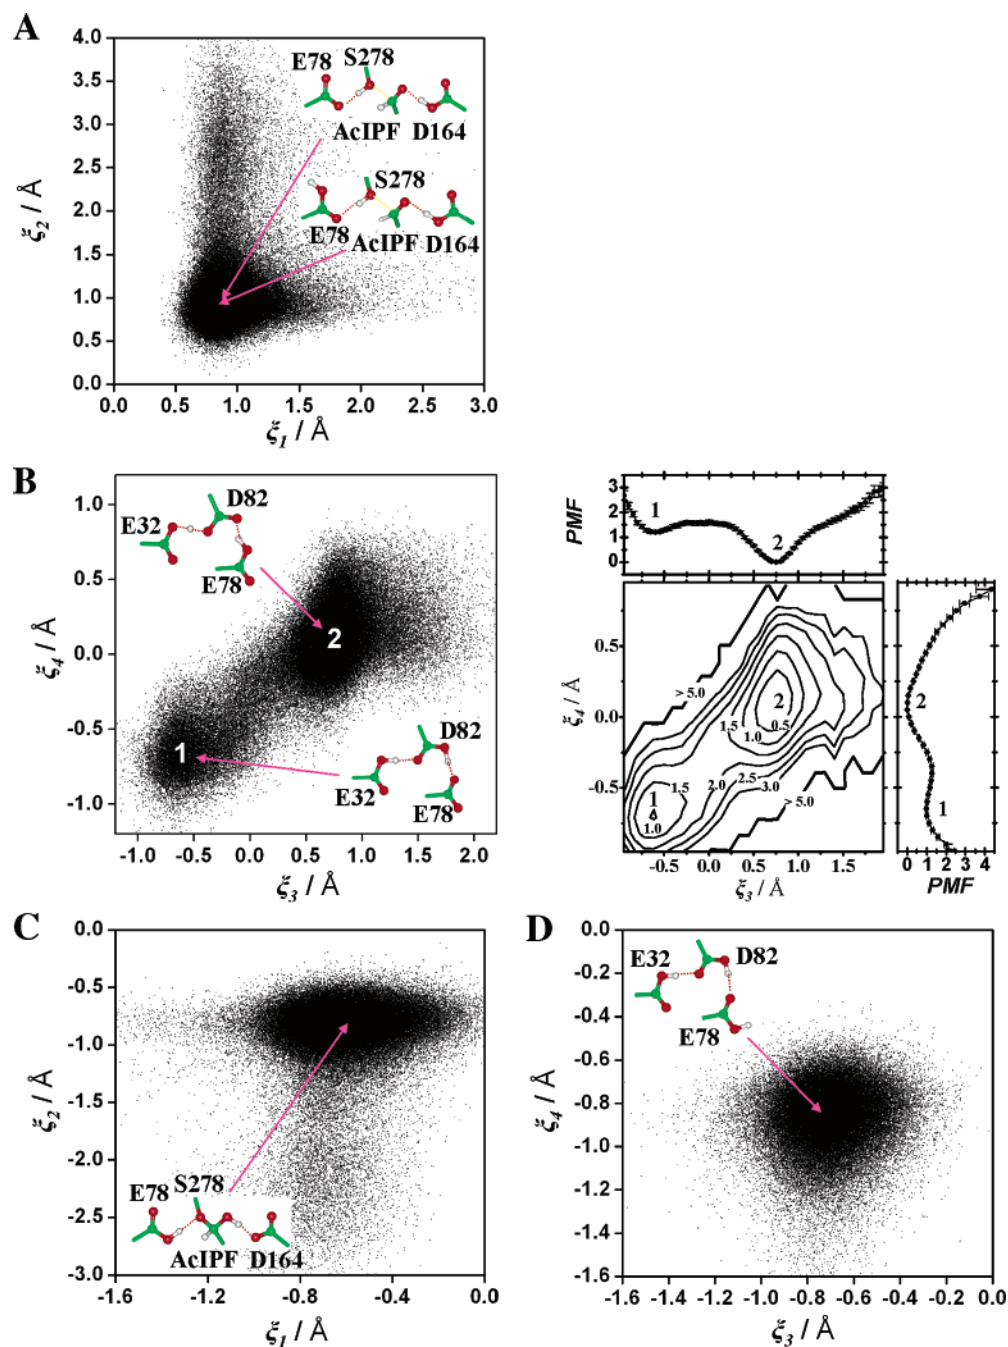 A
4.0
3.5
3.0
2.5
2.0
1.5
1.0
0.5
0.0
ξ2 / Å
E78 S278
AcIPF D164
S278
E78
AcIPF D164
0.0 0.5 1.0 1.5 2.0 2.5 3.0
ξ1 / Å
B
1.0
0.5
0.0
-0.5
-1.0
ξ4 / Å
D82
E32
E78
2
1
D82
E32
E78
-1.0 -0.5 0.0 0.5 1.0 1.5 2.0
ξ3 / Å
PMF
3
2
1
0
1
2
0.5
0.0
-0.5
ξ4 / Å
> 5.0
1.5
2
1.0 0.5
1.5
2.0
2.5
3.0
> 5.0
1
1.0
-0.5 0.0 0.5 1.0 1.5
ξ3 / Å
2
1
0 1 2 3 4
PMF
C
0.0
-0.5
-1.0
-1.5
-2.0
-2.5
-3.0
ξ2 / Å
E78 S278
AcIPF D164
-1.6 -1.2 -0.8 -0.4 0.0
ξ1 / Å
D
0.0
-0.2
-0.4
-0.6
-0.8
-1.0
-1.2
-1.4
-1.6
ξ4 / Å
E32 D82
E78
-1.6 -1.4 -1.2 -1.0 -0.8 -0.6 -0.4 -0.2 0.0
ξ3 / Å